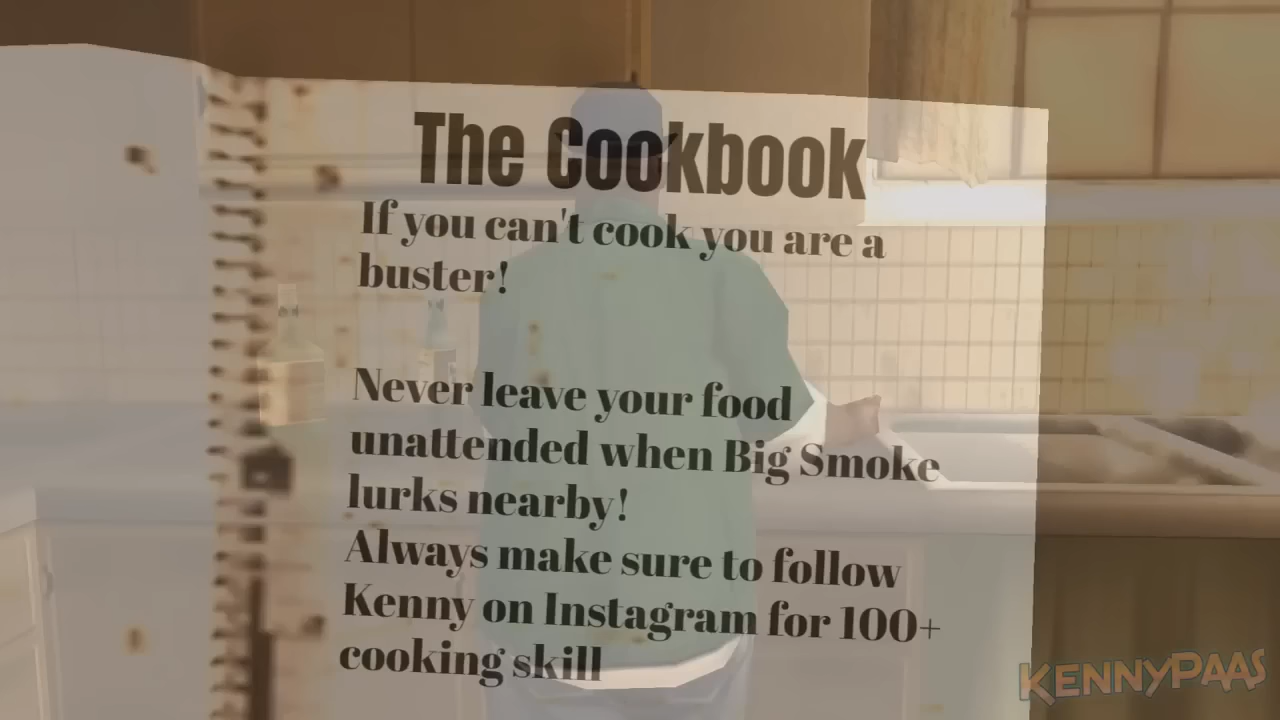 The Cookbook
If you can't cook you are a
buster!
Never leave your food
unattended when Big Smoke
lurks nearby!
Always make sure to follow
Kenny on Instagram for 100+
cooking skill
KENNYPAAS